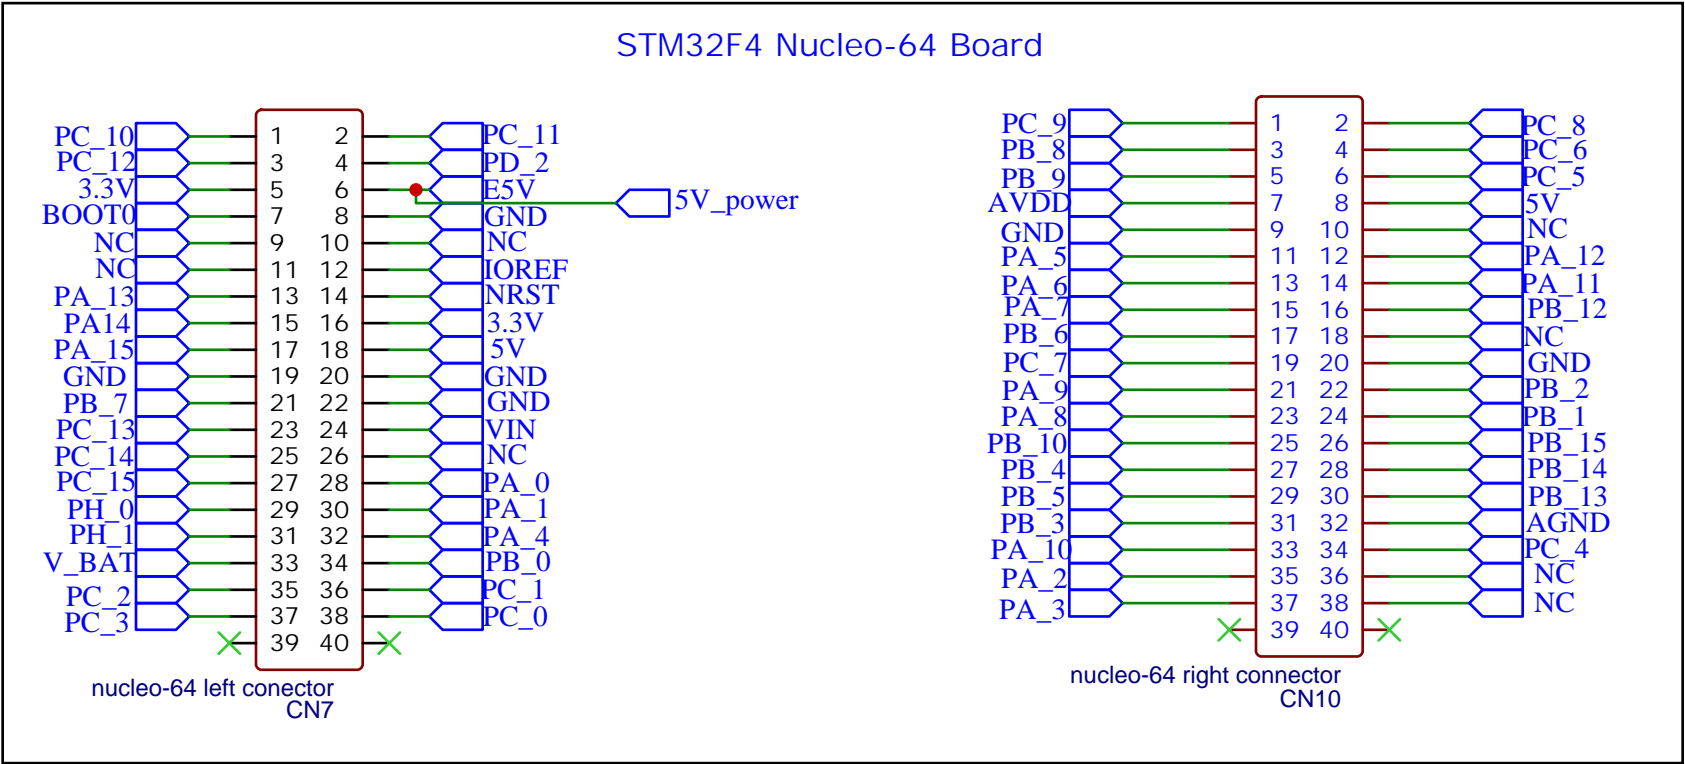 STM32F4 Nucleo-64 Board
PC_10 1 2 PC_11
PC_12 3 4 PD_2
3.3V 5 6 E5V
5V_power
BOOT0 7 8 GND
NC 9 10 NC
NC 11 12 IOREF
PA_13 13 14 NRST
PA14 15 16 3.3V
PA_15 17 18 5V
GND 19 20 GND
PB_7 21 22 GND
PC_13 23 24 VIN
PC_14 25 26 NC
PC_15 27 28 PA_0
PH_0 29 30 PA_1
PH_1 31 32 PA_4
V_BAT 33 34 PB_0
PC_2 35 36 PC_1
PC_3 37 38 PC_0
39 40
nucleo-64 left conector
CN7
PC_9 1 2 PC_8
PB_8 3 4 PC_6
PB_9 5 6 PC_5
AVDD 7 8 5V
GND 9 10 NC
PA_5 11 12 PA_12
PA_6 13 14 PA_11
PA_7 15 16 PB_12
PB_6 17 18 NC
PC_7 19 20 GND
PA_9 21 22 PB_2
PA_8 23 24 PB_1
PB_10 25 26 PB_15
PB_4 27 28 PB_14
PB_5 29 30 PB_13
PB_3 31 32 AGND
PA_10 33 34 PC_4
PA_2 35 36 NC
PA_3 37 38 NC
39 40
nucleo-64 right connector
CN10